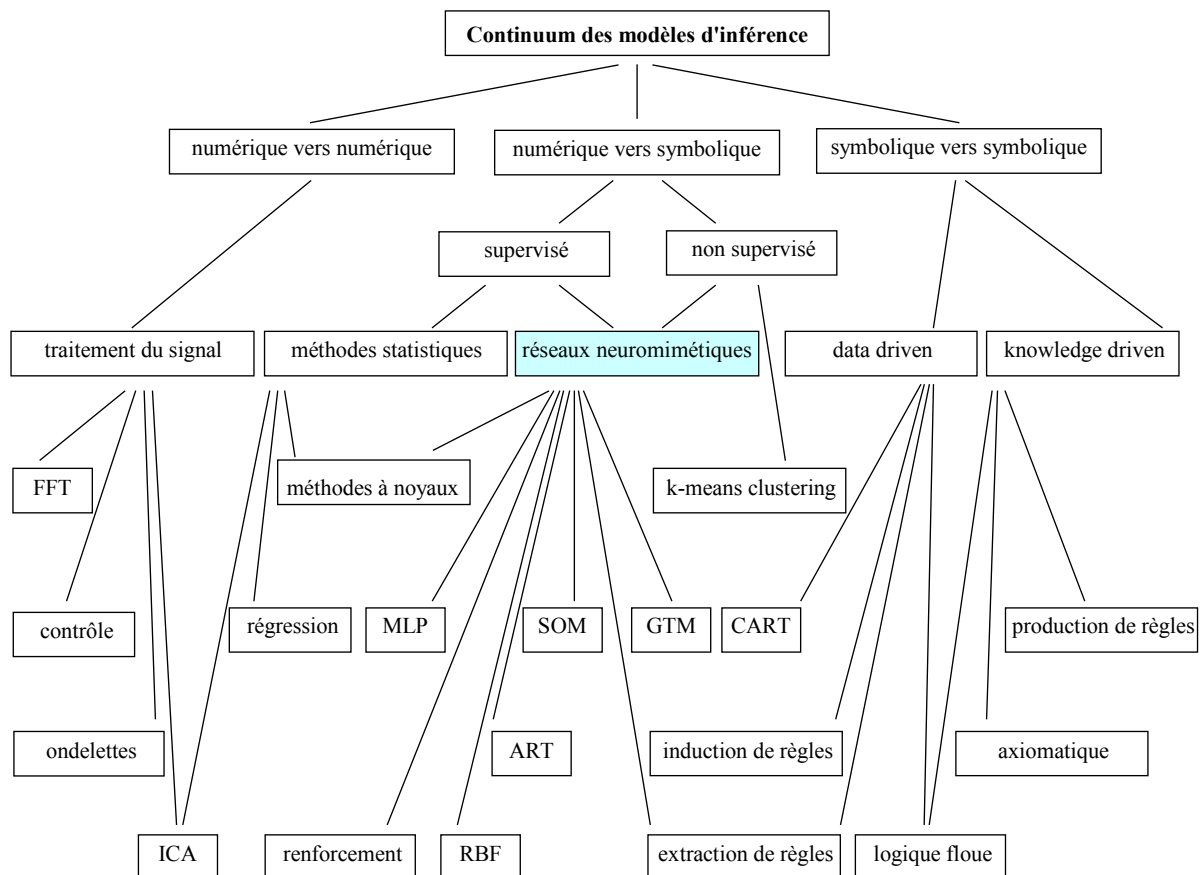 Continuum des modèles d'inférence
numérique vers numérique
numérique vers symbolique
symbolique vers symbolique
supervisé
non supervisé
traitement du signal
méthodes statistiques
réseaux neuromimétiques
data driven
knowledge driven
FFT
méthodes à noyaux
k-means clustering
contrôle
régression
MLP
SOM
GTM
CART
production de règles
ondelettes
ART
induction de règles
axiomatique
ICA
renforcement
RBF
extraction de règles
logique floue